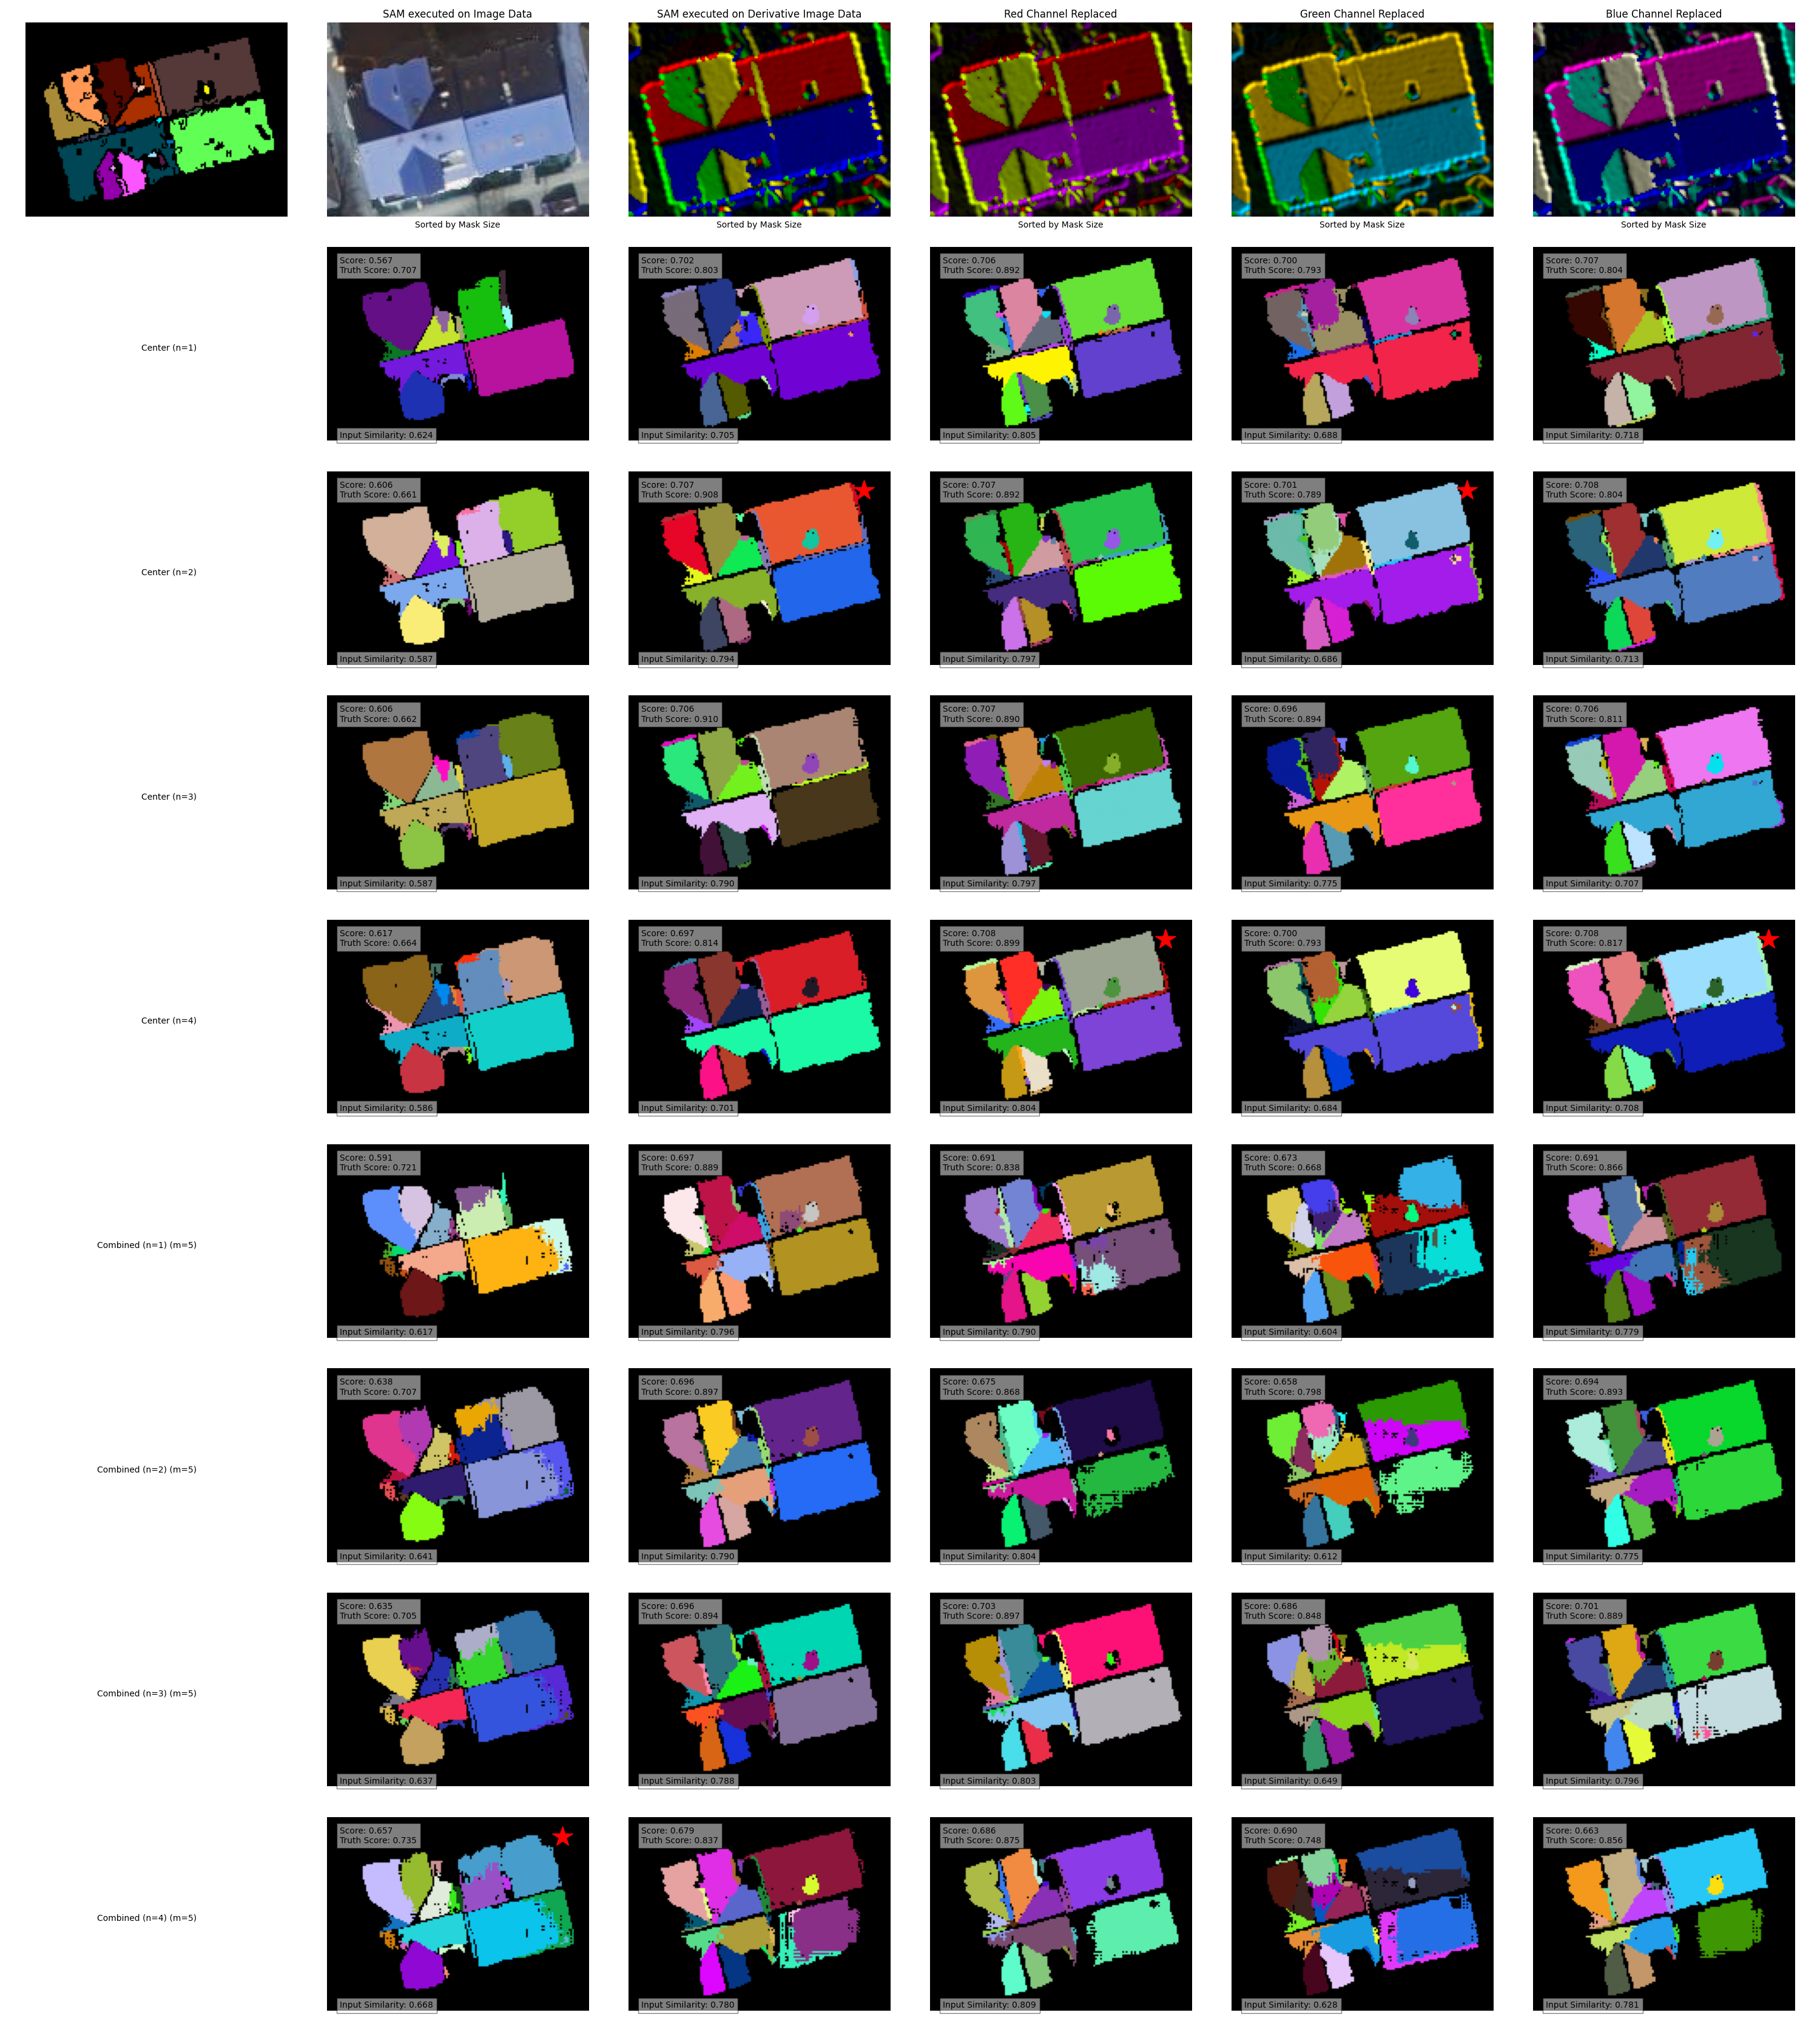 SAM executed on Image Data
SAM executed on Derivative Image Data
Red Channel Replaced
Green Channel Replaced
Blue Channel Replaced
Sorted by Mask Size
Sorted by Mask Size
Sorted by Mask Size
Sorted by Mask Size
Sorted by Mask Size
Center (n=1)
Score: 0.567
Truth Score: 0.707
Input Similarity: 0.624
Score: 0.702
Truth Score: 0.803
Input Similarity: 0.705
Score: 0.706
Truth Score: 0.892
Input Similarity: 0.805
Score: 0.700
Truth Score: 0.793
Input Similarity: 0.688
Score: 0.707
Truth Score: 0.804
Input Similarity: 0.718
Center (n=2)
Score: 0.606
Truth Score: 0.661
Input Similarity: 0.587
Score: 0.707
Truth Score: 0.908
Input Similarity: 0.794
Score: 0.707
Truth Score: 0.892
Input Similarity: 0.797
Score: 0.701
Truth Score: 0.789
Input Similarity: 0.686
Score: 0.708
Truth Score: 0.804
Input Similarity: 0.713
Center (n=3)
Score: 0.606
Truth Score: 0.662
Input Similarity: 0.587
Score: 0.706
Truth Score: 0.910
Input Similarity: 0.790
Score: 0.707
Truth Score: 0.890
Input Similarity: 0.797
Score: 0.696
Truth Score: 0.894
Input Similarity: 0.775
Score: 0.706
Truth Score: 0.811
Input Similarity: 0.707
Center (n=4)
Score: 0.617
Truth Score: 0.664
Input Similarity: 0.586
Score: 0.697
Truth Score: 0.814
Input Similarity: 0.701
Score: 0.708
Truth Score: 0.899
Input Similarity: 0.804
Score: 0.700
Truth Score: 0.793
Input Similarity: 0.684
Score: 0.708
Truth Score: 0.817
Input Similarity: 0.708
Combined (n=1) (m=5)
Score: 0.591
Truth Score: 0.721
Input Similarity: 0.617
Score: 0.697
Truth Score: 0.889
Input Similarity: 0.796
Score: 0.691
Truth Score: 0.838
Input Similarity: 0.790
Score: 0.673
Truth Score: 0.668
Input Similarity: 0.604
Score: 0.691
Truth Score: 0.866
Input Similarity: 0.779
Combined (n=2) (m=5)
Score: 0.638
Truth Score: 0.707
Input Similarity: 0.641
Score: 0.696
Truth Score: 0.897
Input Similarity: 0.790
Score: 0.675
Truth Score: 0.868
Input Similarity: 0.804
Score: 0.658
Truth Score: 0.798
Input Similarity: 0.612
Score: 0.694
Truth Score: 0.893
Input Similarity: 0.775
Combined (n=3) (m=5)
Score: 0.635
Truth Score: 0.705
Input Similarity: 0.637
Score: 0.696
Truth Score: 0.894
Input Similarity: 0.788
Score: 0.703
Truth Score: 0.897
Input Similarity: 0.803
Score: 0.686
Truth Score: 0.848
Input Similarity: 0.649
Score: 0.701
Truth Score: 0.889
Input Similarity: 0.796
Combined (n=4) (m=5)
Score: 0.657
Truth Score: 0.735
Input Similarity: 0.668
Score: 0.679
Truth Score: 0.837
Input Similarity: 0.780
Score: 0.686
Truth Score: 0.875
Input Similarity: 0.809
Score: 0.690
Truth Score: 0.748
Input Similarity: 0.628
Score: 0.663
Truth Score: 0.856
Input Similarity: 0.781